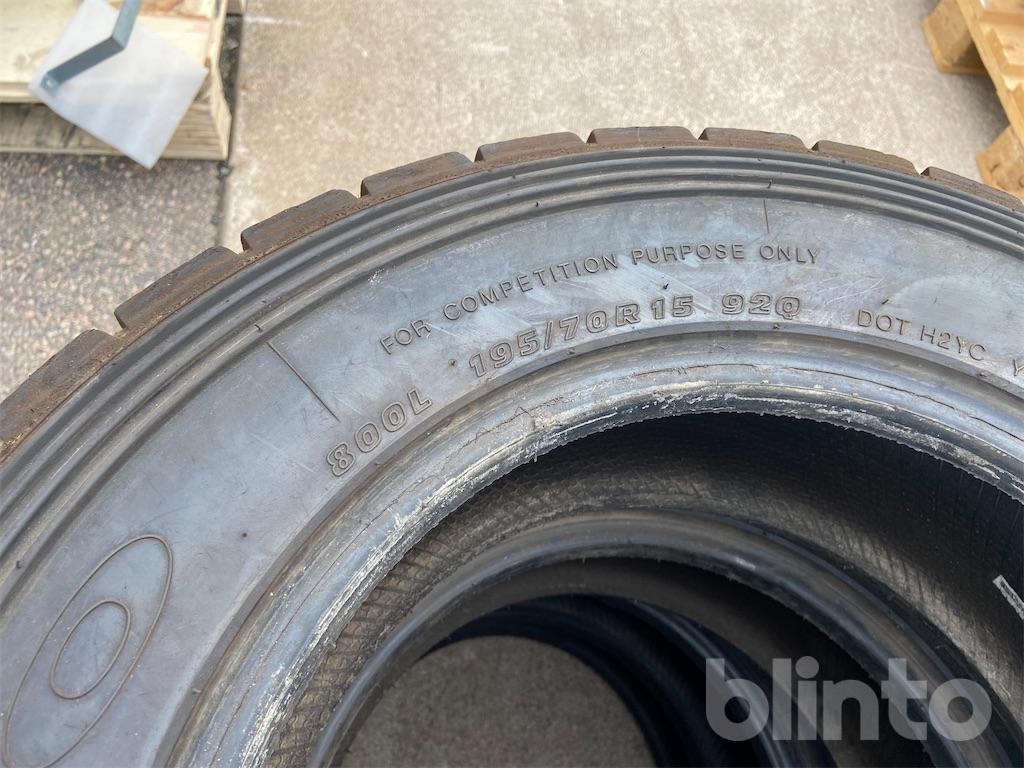 FOR COMPETITION PURPOSE ONLY
800L 195/70R15 92Q
DOT H2YC
blinto